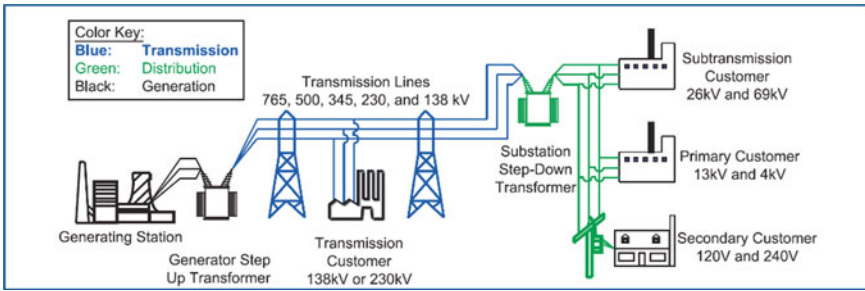 Color Key:
Blue: Transmission
Green: Distribution
Black: Generation
Transmission Lines
765, 500, 345, 230, and 138 kV
Subtransmission
Customer
26kV and 69kV
Substation
Step-Down
Transformer
Primary Customer
13kV and 4kV
Generating Station
Generator Step
Up Transformer
Transmission
Customer
138kV or 230kV
Secondary Customer
120V and 240V